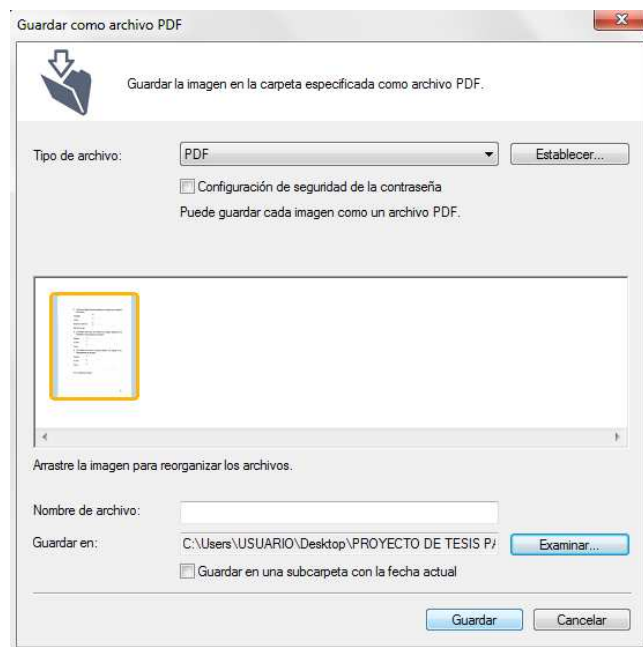 Guardar como archivo PDF
Guardar la imagen en la carpeta especificada como archivo PDF.
Tipo de archivo: PDF Establecer...
Configuración de seguridad de la contraseña
Puede guardar cada imagen como un archivo PDF.
Arrastre la imagen para reorganizar los archivos.
Nombre de archivo:
Guardar en: C:\Users\USUARIO\Desktop\PROYECTO DE TESIS Examinar...
Guardar en una subcarpeta con la fecha actual
Guardar Cancelar